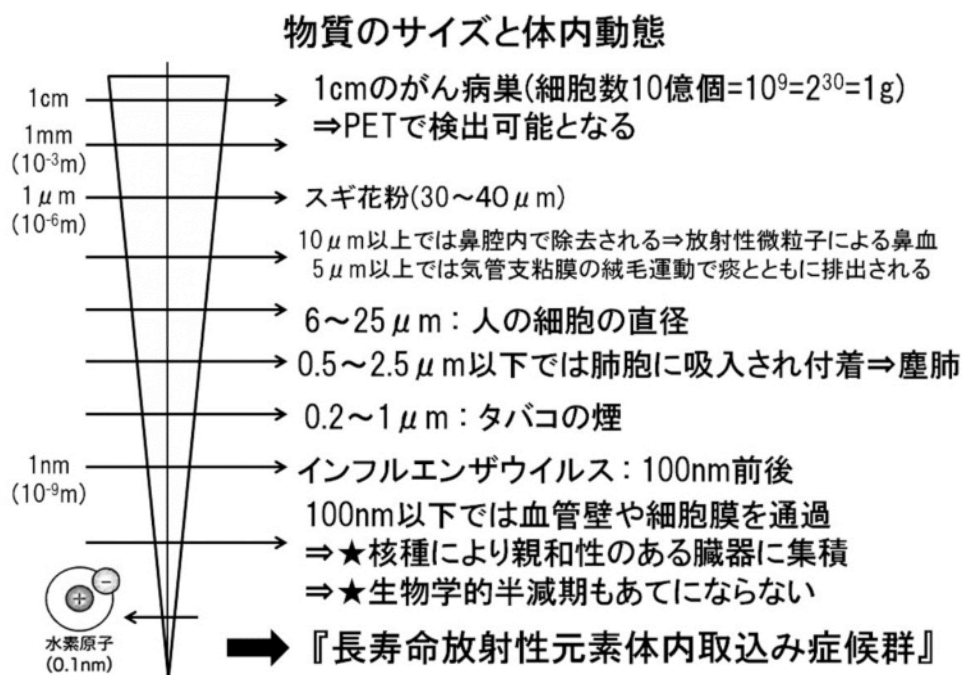 物質のサイズと体内動態
1cm
1cmのがん病巣(細胞数10億個=10⁹=2³⁰=1g)
⇒PETで検出可能となる
1mm
(10⁻³m)
1μm
(10⁻⁶m)
スギ花粉(30～40μm)
10μm以上では鼻腔内で除去される⇒放射性微粒子による鼻血
5μm以上では気管支粘膜の絨毛運動で痰とともに排出される
6～25μm：人の細胞の直径
0.5～2.5μm以下では肺胞に吸入され付着⇒塵肺
0.2～1μm：タバコの煙
1nm
(10⁻⁹m)
インフルエンザウイルス：100nm前後
100nm以下では血管壁や細胞膜を通過
⇒★核種により親和性のある臓器に集積
⇒★生物学的半減期もあてにならない
−
+
水素原子
(0.1nm)
『長寿命放射性元素体内取込み症候群』